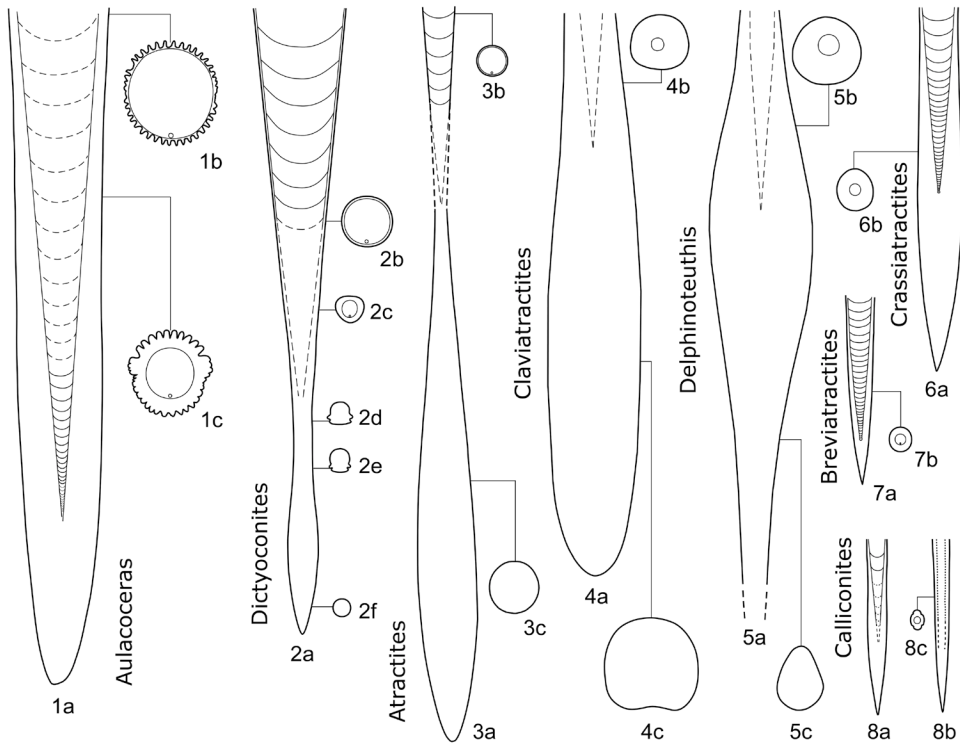 1b
1c
Aulacoceras
1a
2b
2c
2d
2e
2f
Dictyoconites
2a
3b
3c
Atractites
3a
4b
Claviatractites
4a
4c
5b
Delphinoteuthis
5a
5c
6b
Crassiatractites
6a
Breviatractites
7b
7a
Calliconites
8c
8a
8b